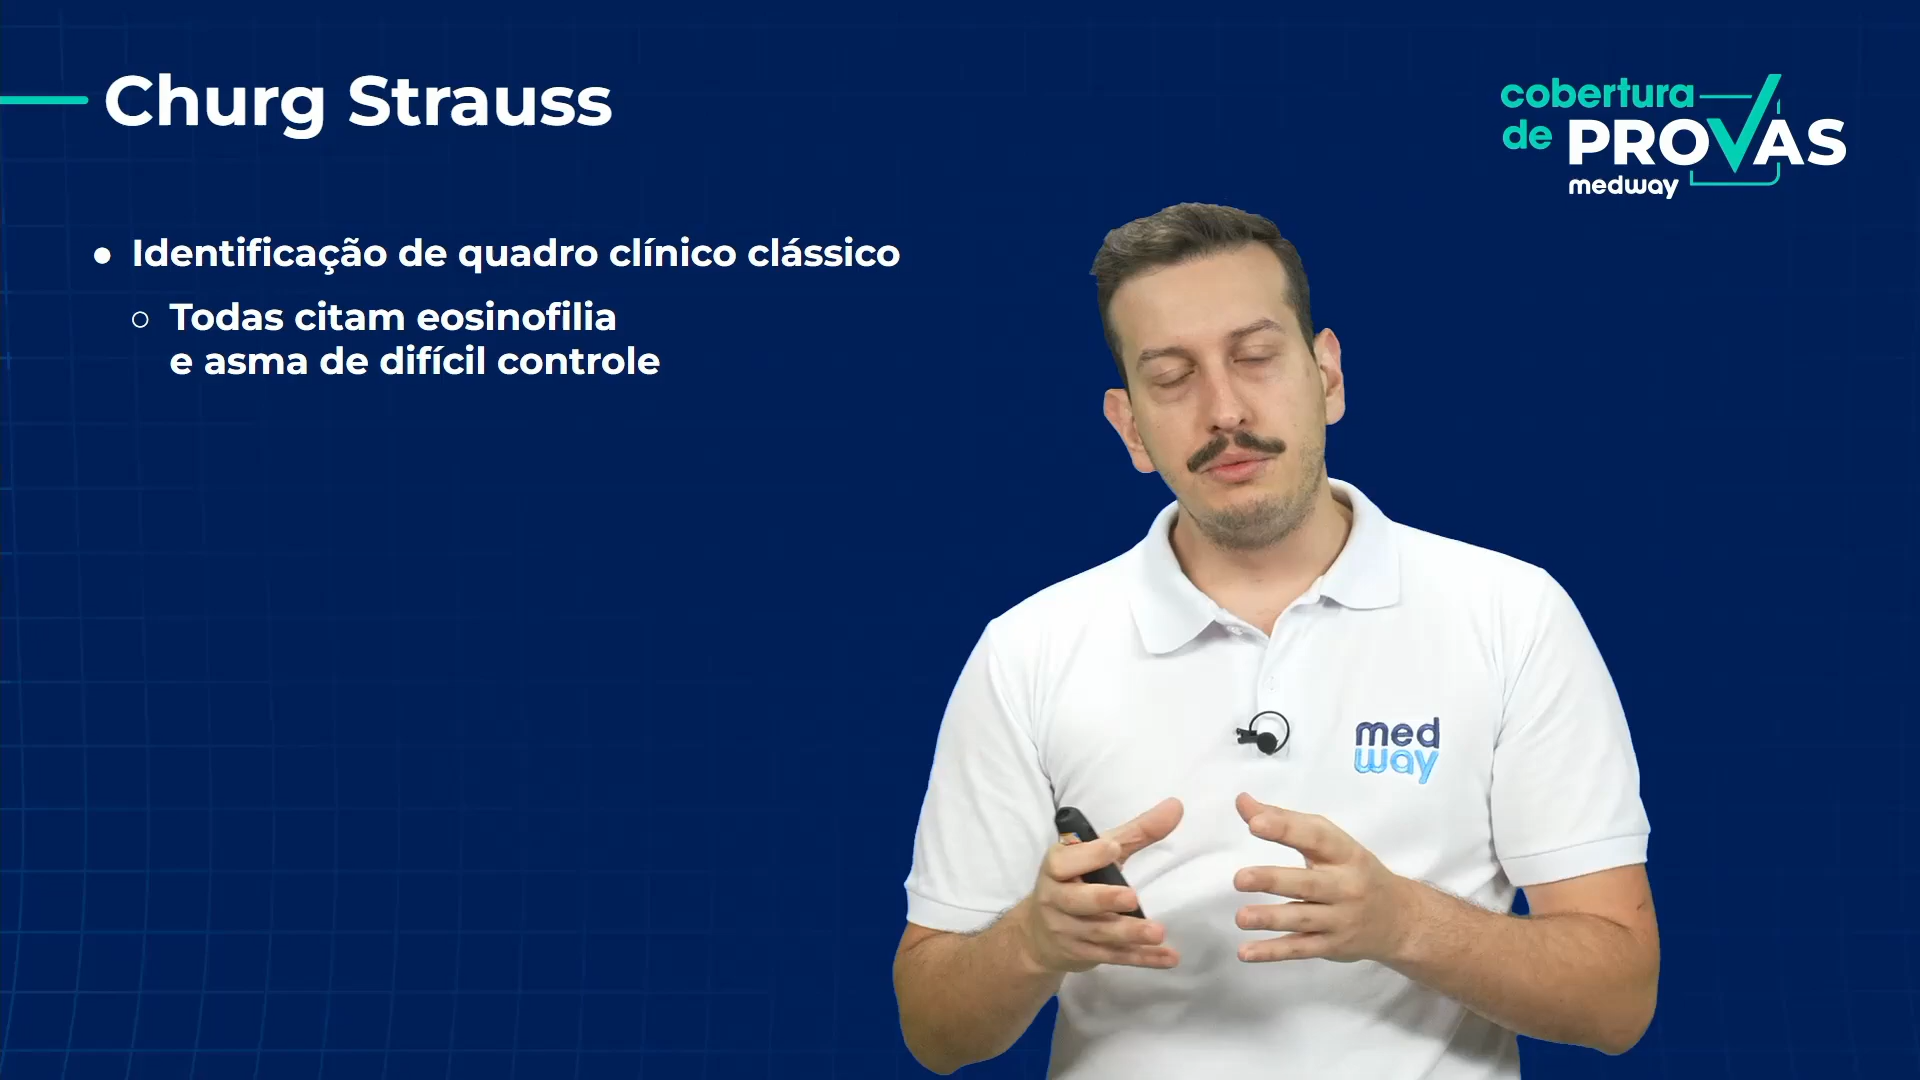 Churg Strauss
cobertura
de PROVAS
medway
● Identificação de quadro clínico clássico
○ Todas citam eosinofilia
e asma de difícil controle
med
way